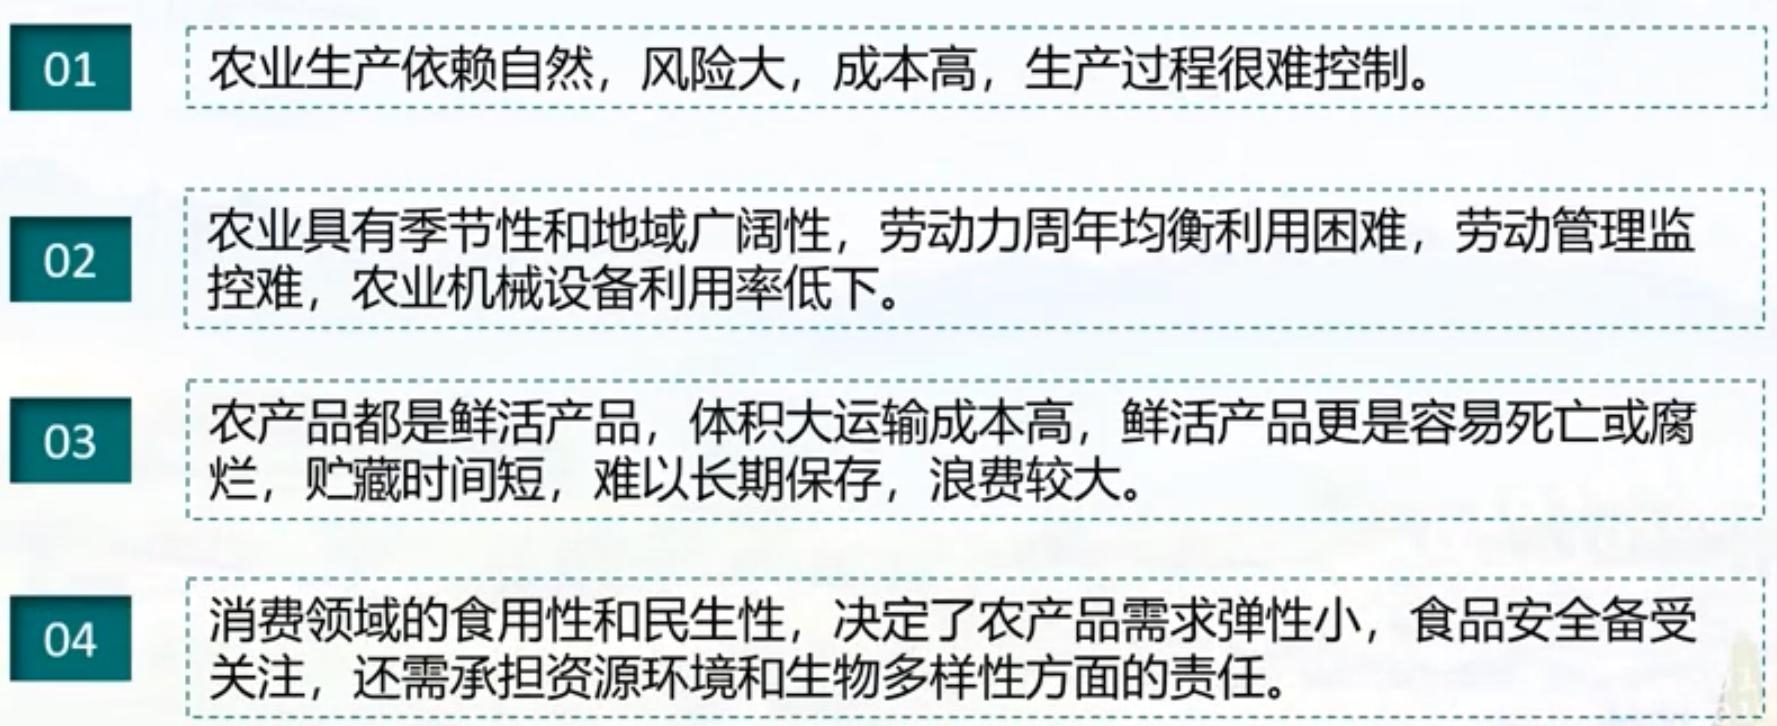 01
农业生产依赖自然，风险大，成本高，生产过程很难控制。
02
农业具有季节性和地域广阔性，劳动力周年均衡利用困难，劳动管理监
控难，农业机械设备利用率低下。
03
农产品都是鲜活产品，体积大运输成本高，鲜活产品更是容易死亡或腐
烂，贮藏时间短，难以长期保存，浪费较大。
04
消费领域的食用性和民生性，决定了农产品需求弹性小，食品安全备受
关注，还需承担资源环境和生物多样性方面的责任。